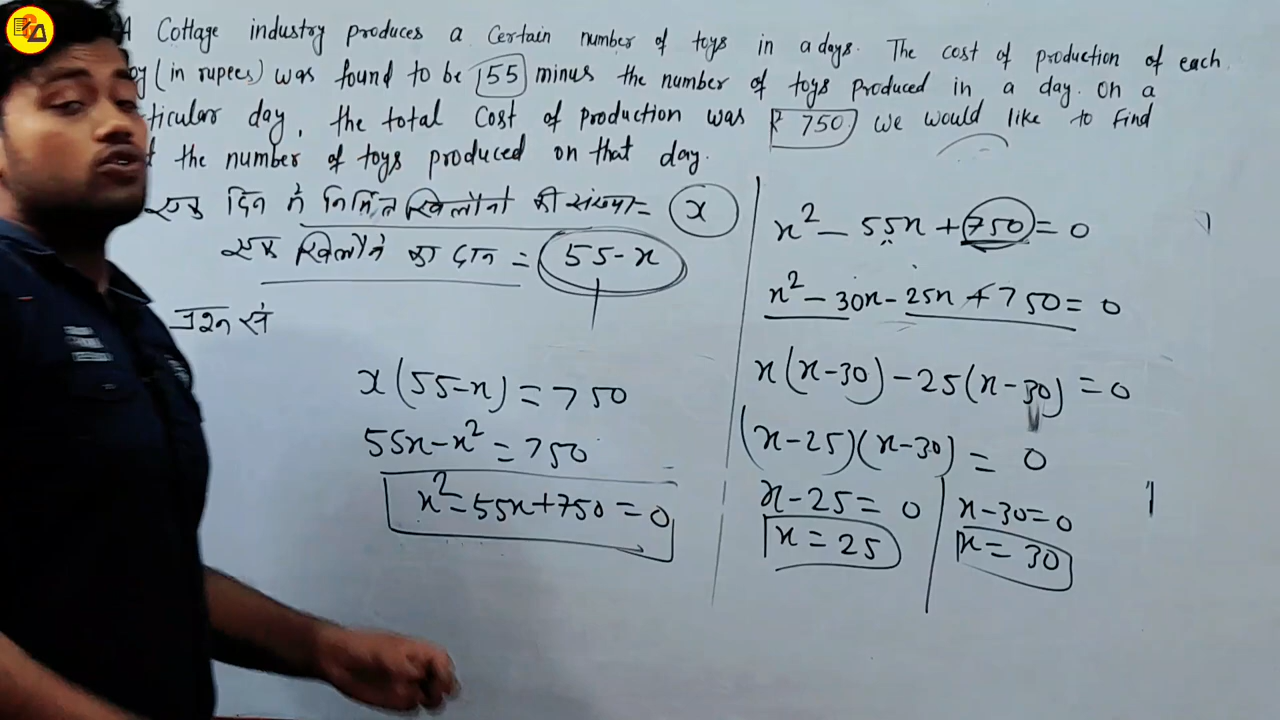 A Cottage industry produces a certain number of toys in a days. The cost of production of each
(in rupees) was found to be 55 minus the number of toys produced in a day. On a
ticular day, the total cost of production was ₹ 750. We would like to find
the number of toys produced on that day.
एक दिन में निर्मित खिलौनों की संख्या = x
एक खिलौने का दाम = 55-x
प्रश्न से
x(55-x) = 750
55x-x² = 750
x²-55x+750 = 0
x² - 55x + 750 = 0
x² - 30x - 25x + 750 = 0
x(x-30) - 25(x-30) = 0
(x-25)(x-30) = 0
x-25 = 0
x = 25
x-30=0
x = 30